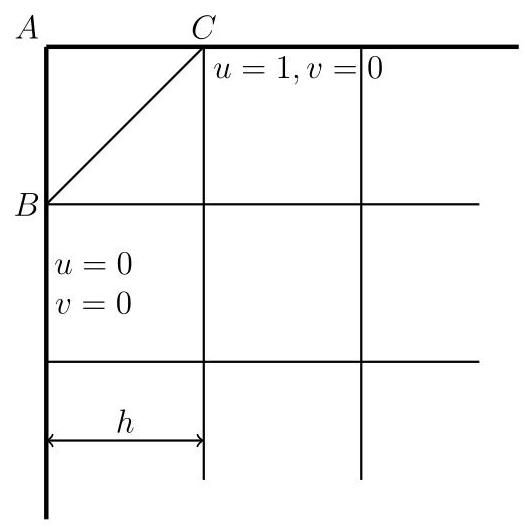 A
C
u = 1, v = 0
B
u = 0
v = 0
h